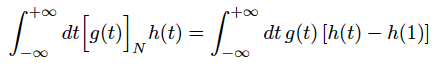 ∫_{-∞}^{+∞} dt [g(t)]_N h(t) = ∫_{-∞}^{+∞} dt g(t) [h(t) − h(1)]